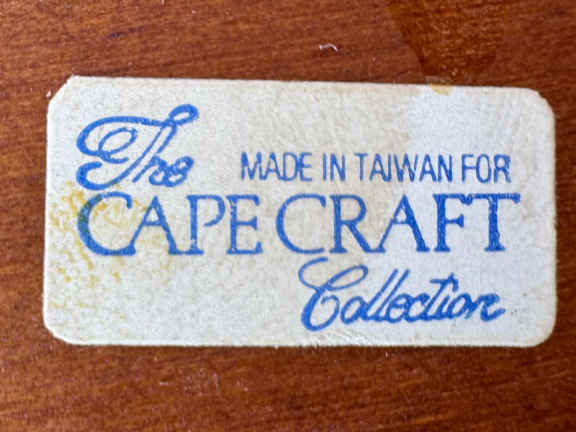 The
MADE IN TAIWAN FOR
CAPE CRAFT
Collection